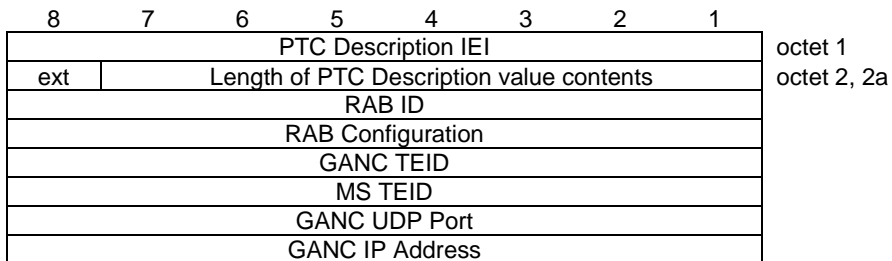 8 7 6 5 4 3 2 1
PTC Description IEI octet 1
ext Length of PTC Description value contents octet 2, 2a
RAB ID
RAB Configuration
GANC TEID
MS TEID
GANC UDP Port
GANC IP Address